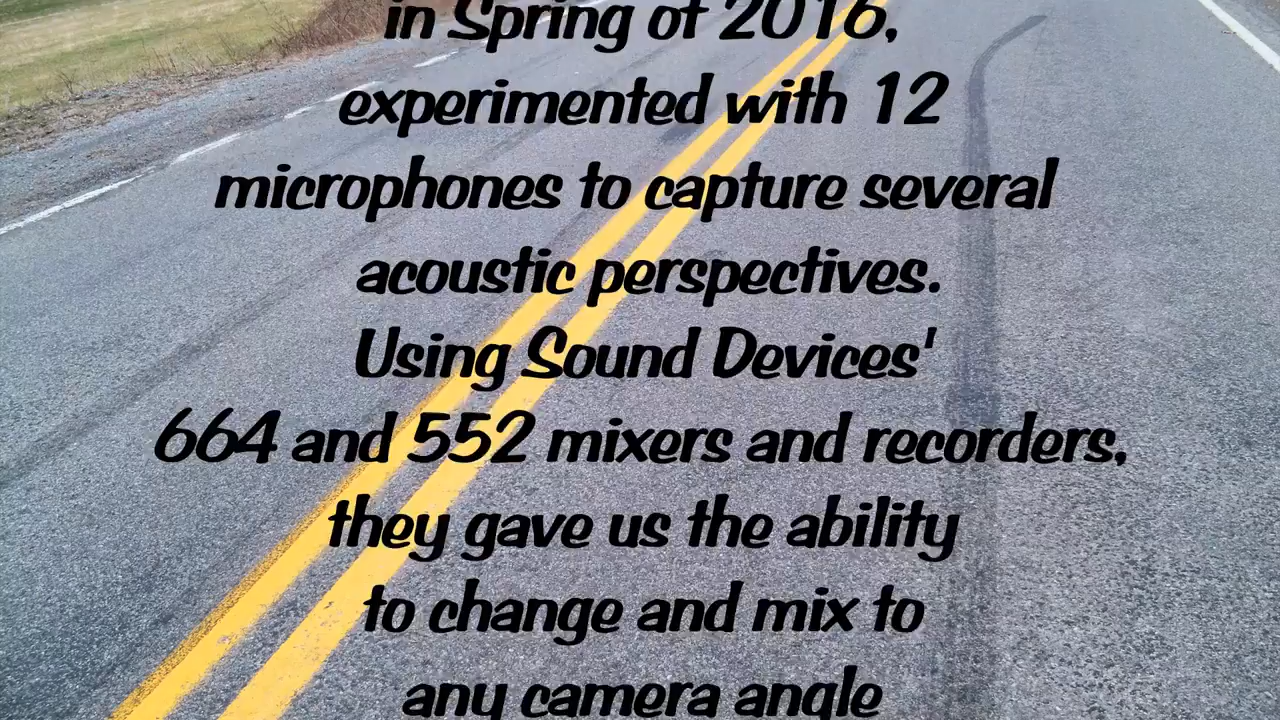 in Spring of 2016,
experimented with 12
microphones to capture several
acoustic perspectives.
Using Sound Devices'
664 and 552 mixers and recorders,
they gave us the ability
to change and mix to
any camera angle